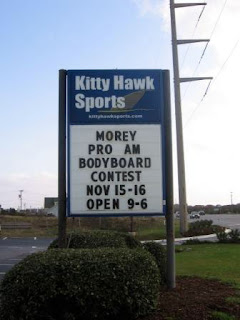 Kitty Hawk
Sports
kittyhawksports.com
MOREY
PRO AM
BODYBOARD
CONTEST
NOV 15-16
OPEN 9-6